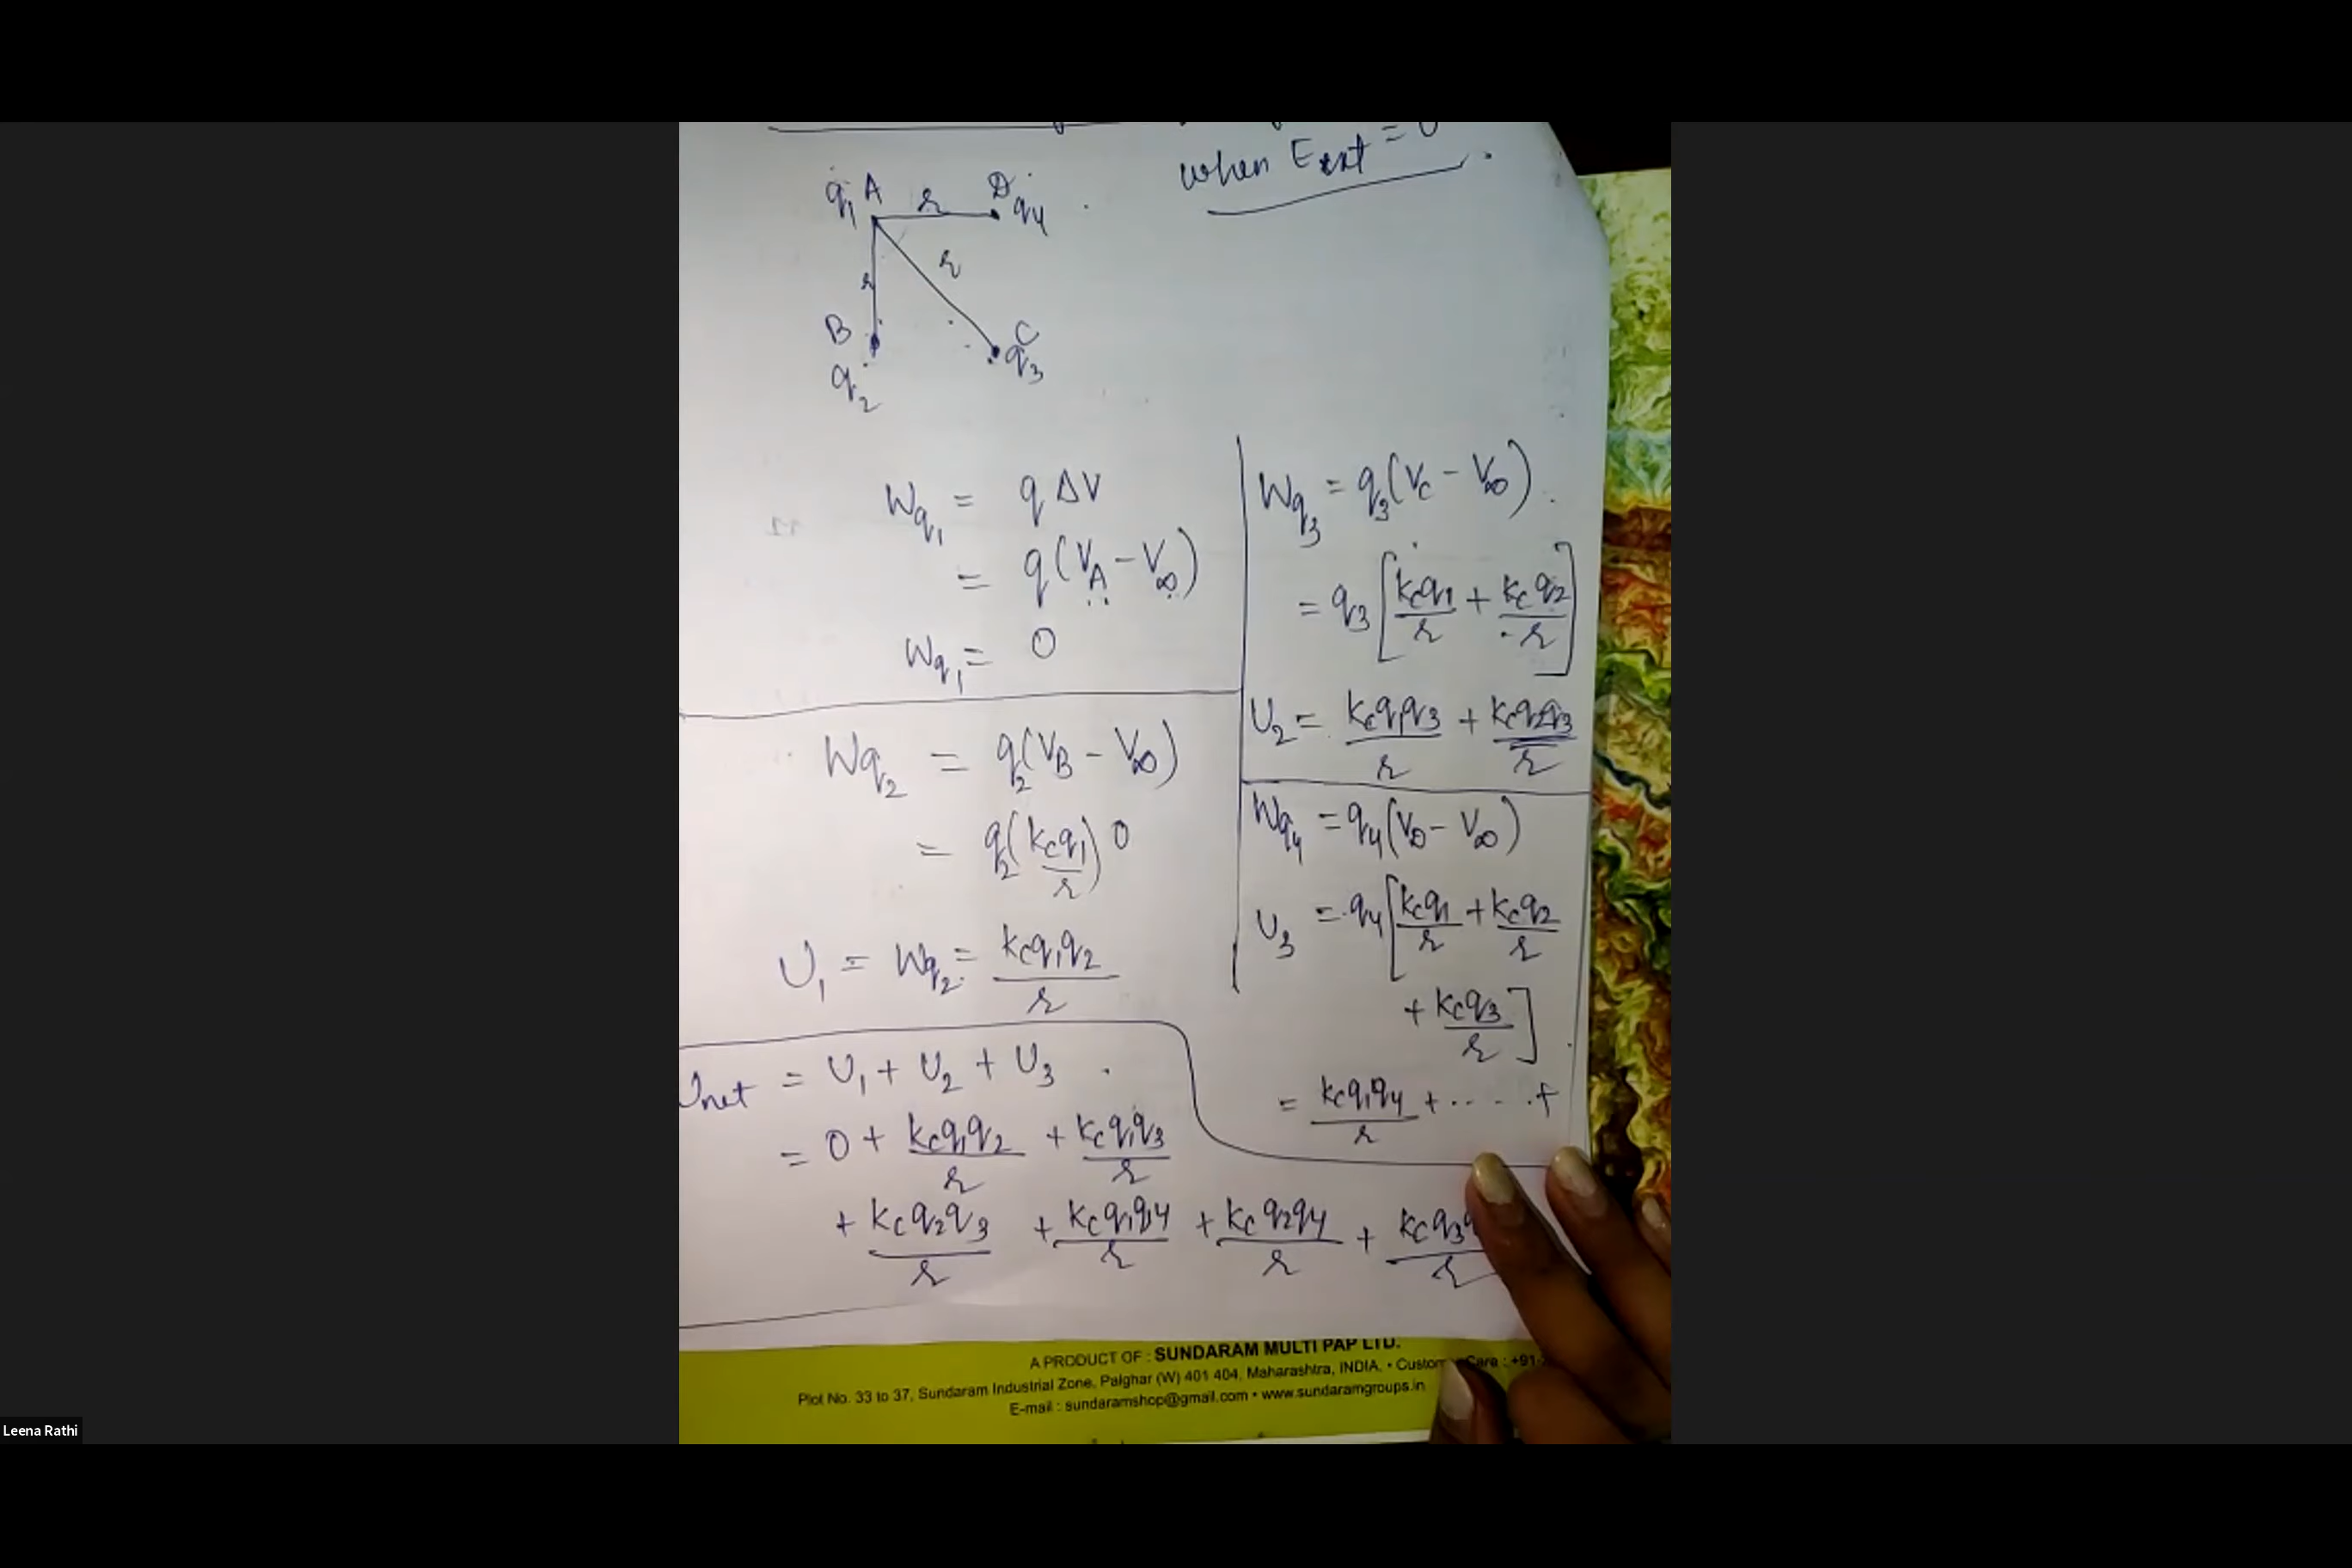 when Eext = 0
q1 A r D q4
r
r
B
q2
C
q3
Wq1 = q ΔV
= q (VA - V∞)
Wq1 = 0
Wq2 = q2 (VB - V∞)
= q2 (kcq1/r) 0
U1 = Wq2 = kcq1q2/r
Wq3 = q3 (VC - V∞)
= q3 [kcq1/r + kcq2/r]
U2 = kcq1q3/r + kcq2q3/r
Wq4 = q4 (VD - V∞)
U3 = q4 [kcq1/r + kcq2/r
+ kcq3/r]
= kcq1q4/r + ..... +
Unet = U1 + U2 + U3
= 0 + kcq1q2/r + kcq1q3/r
+ kcq2q3/r + kcq1q4/r + kcq2q4/r + kcq3
r
A PRODUCT OF : SUNDARAM MULTI PAP LTD.
Plot No. 33 to 37, Sundaram Industrial Zone, Palghar (W) 401 404, Maharashtra, INDIA. • Custom Care : +91-
E-mail : sundaramshop@gmail.com • www.sundaramgroups.in
Leena Rathi